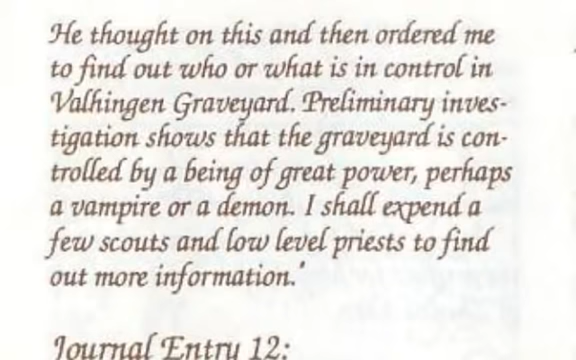 He thought on this and then ordered me
to find out who or what is in control in
Valhingen Graveyard. Preliminary inves-
tigation shows that the graveyard is con-
trolled by a being of great power, perhaps
a vampire or a demon. I shall expend a
few scouts and low level priests to find
out more information.'
Journal Entry 12: